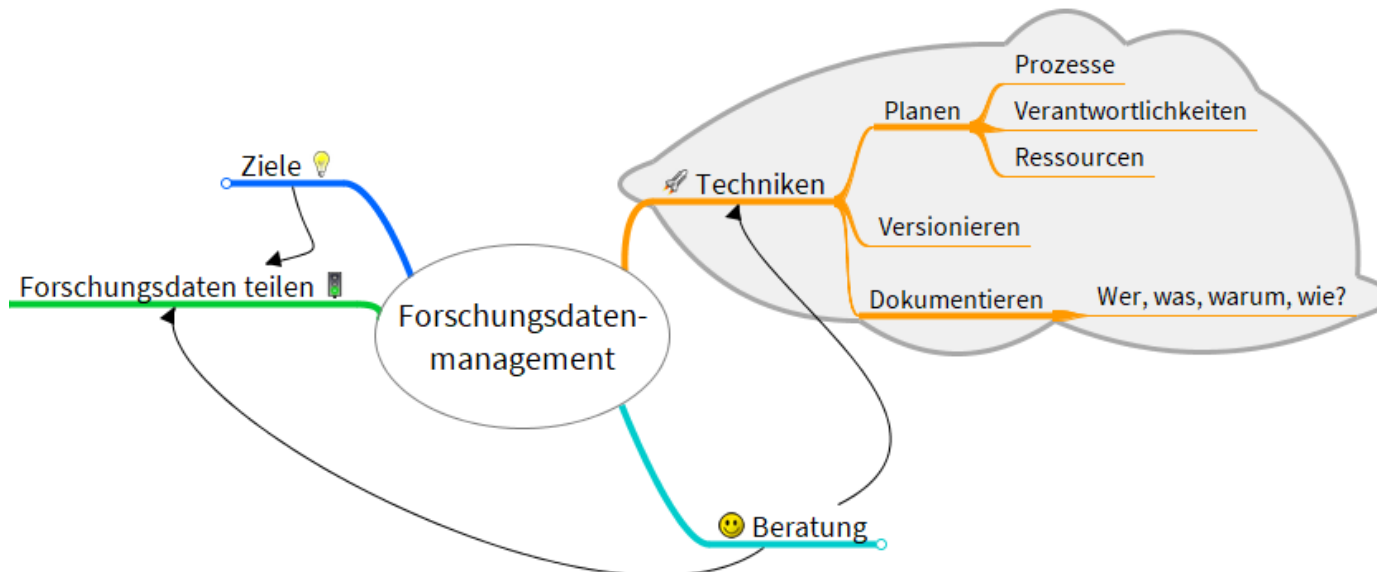 Forschungsdaten-
management
Ziele
Forschungsdaten teilen
Techniken
Planen
Prozesse
Verantwortlichkeiten
Ressourcen
Versionieren
Dokumentieren
Wer, was, warum, wie?
Beratung